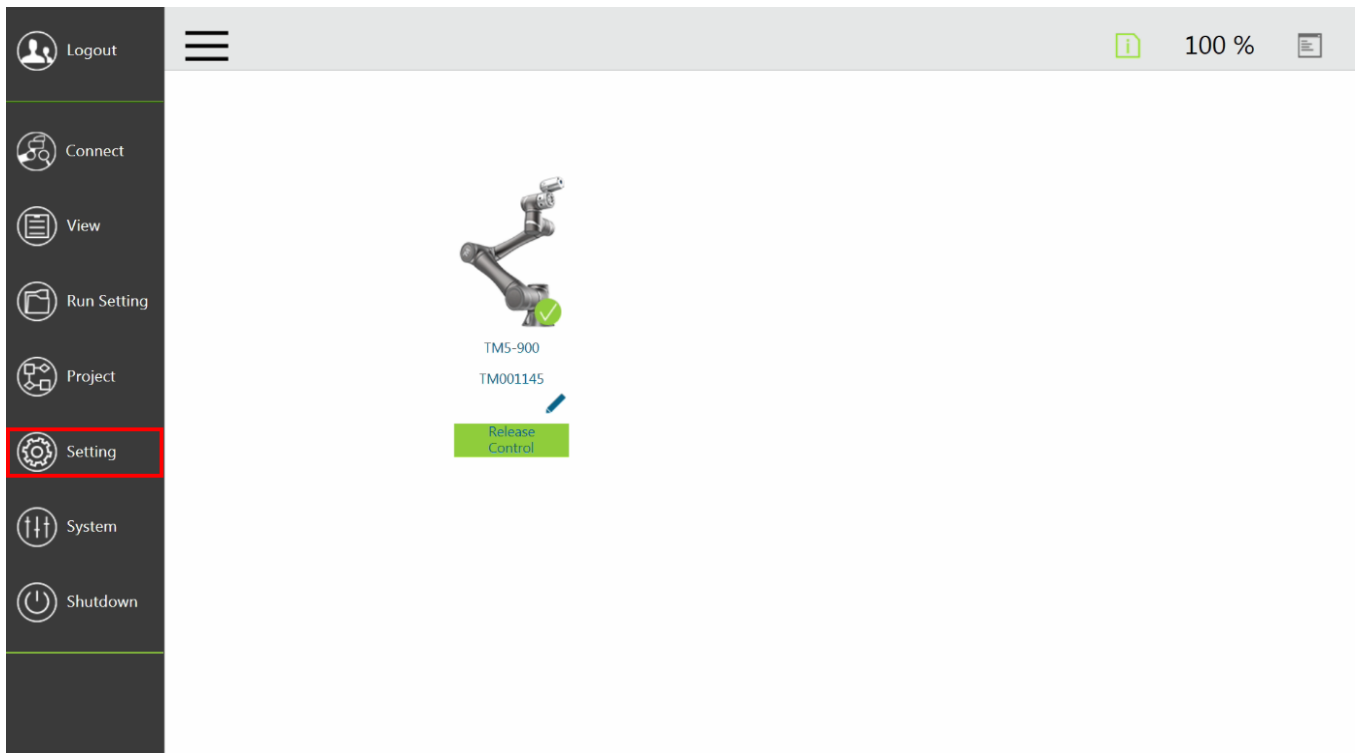 Logout
100 %
Connect
View
Run Setting
Project
Setting
System
Shutdown
TM5-900
TM001145
Release
Control